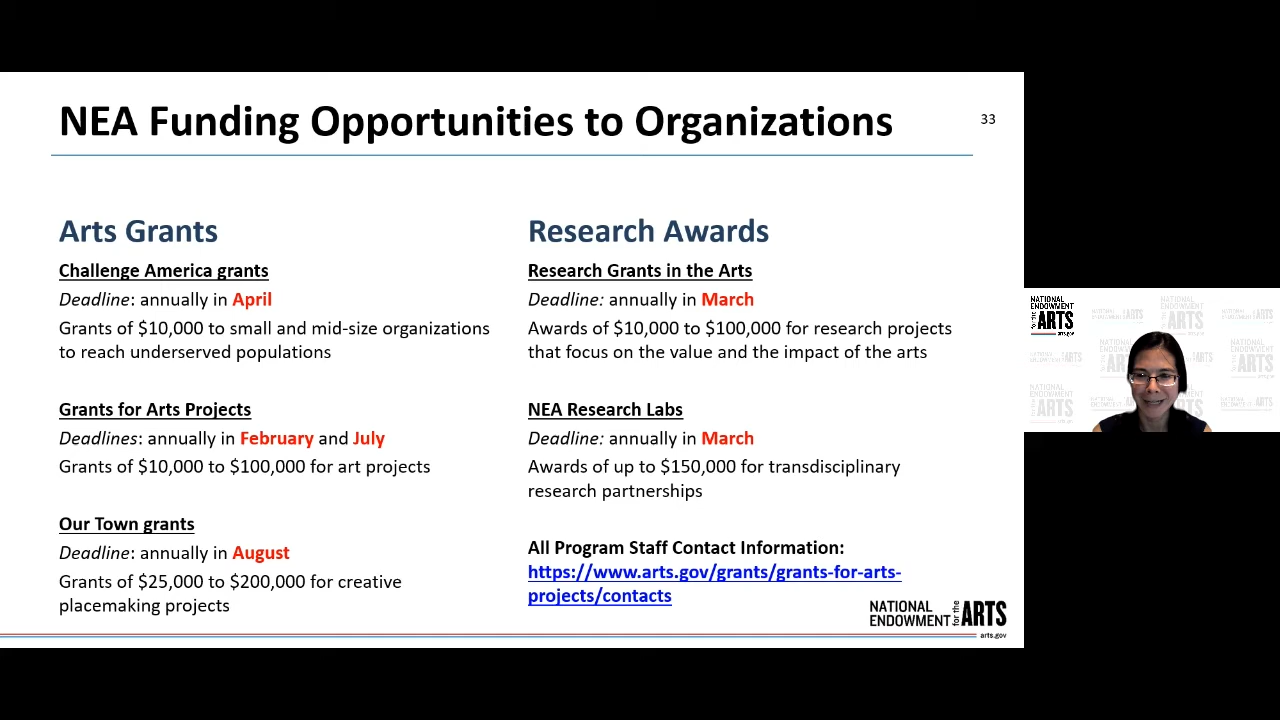 NEA Funding Opportunities to Organizations
33
Arts Grants
Challenge America grants
Deadline: annually in April
Grants of $10,000 to small and mid-size organizations
to reach underserved populations
Grants for Arts Projects
Deadlines: annually in February and July
Grants of $10,000 to $100,000 for art projects
Our Town grants
Deadline: annually in August
Grants of $25,000 to $200,000 for creative
placemaking projects
Research Awards
Research Grants in the Arts
Deadline: annually in March
Awards of $10,000 to $100,000 for research projects
that focus on the value and the impact of the arts
NEA Research Labs
Deadline: annually in March
Awards of up to $150,000 for transdisciplinary
research partnerships
All Program Staff Contact Information:
https://www.arts.gov/grants/grants-for-arts-
projects/contacts
NATIONAL
ENDOWMENT for the ARTS
arts.gov
NATIONAL
ENDOWMENT
for the ARTS
arts.gov